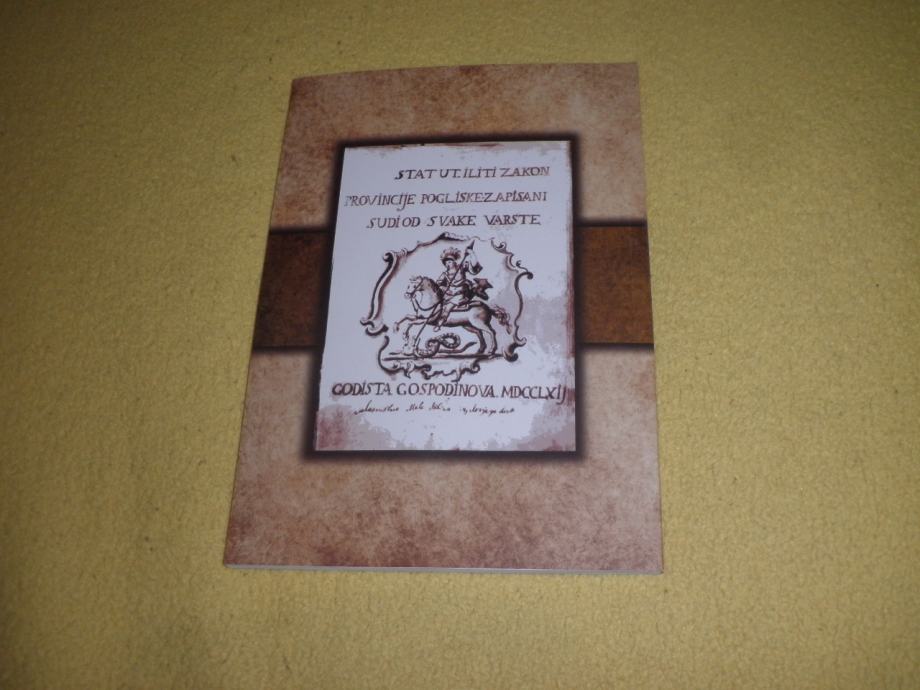 STATUT. ILITI ZAKON
PROVINCIJE POGLISKE ZAPISANI
SUDI OD SVAKE VARSTE
GODISTA GOSPODINOVA. MDCCLXIJ